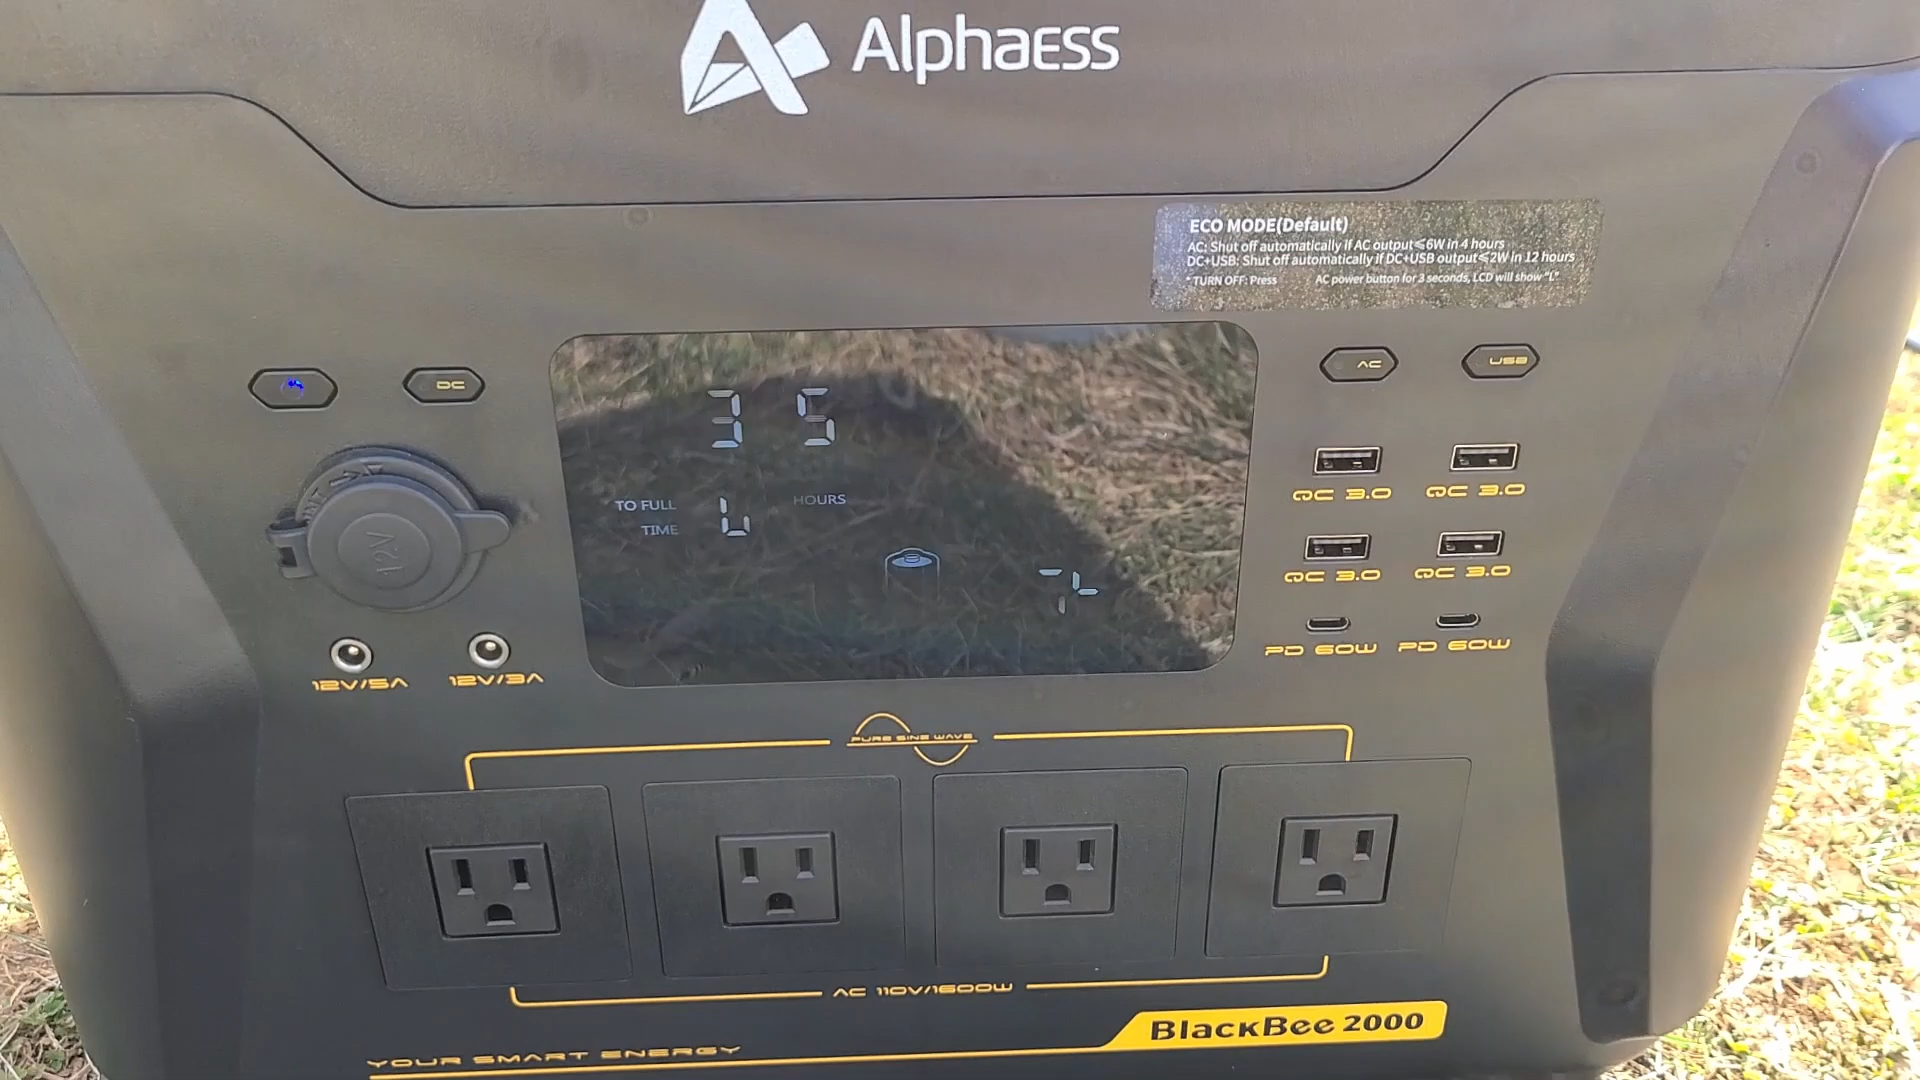 AlphaESS
ECO MODE(Default)
AC: Shut off automatically if AC output≤6W in 4 hours
DC+USB: Shut off automatically if DC+USB output≤2W in 12 hours
* TURN OFF: Press AC power button for 3 seconds, LCD will show "L"
DC
AC
USB
35
TO FULL
TIME
HOURS
12V
QC 3.0
QC 3.0
QC 3.0
QC 3.0
PD 60W
PD 60W
12V/5A
12V/3A
PURE SINE WAVE
AC 110V/1600W
BlackBee 2000
YOUR SMART ENERGY